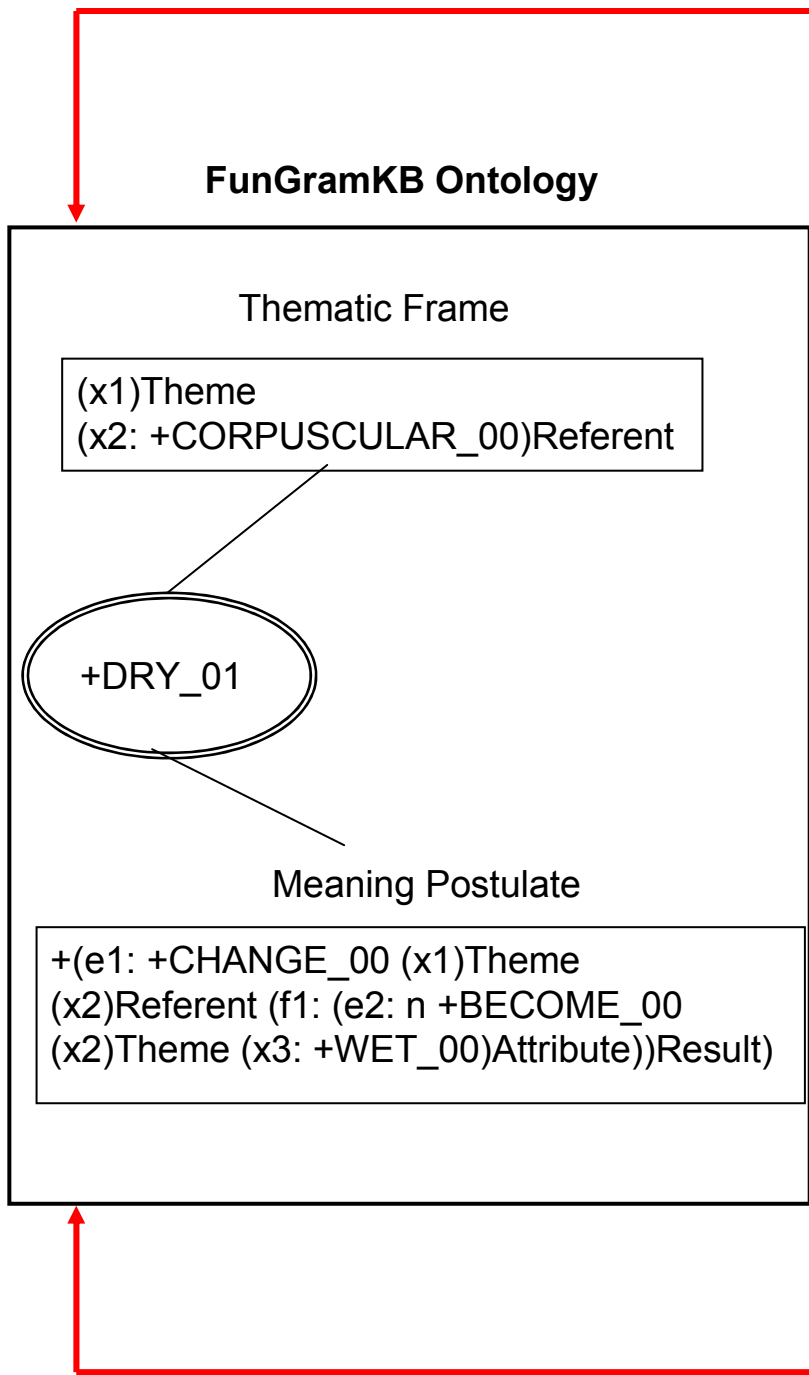 FunGramKB Ontology
Thematic Frame
(x1)Theme
(x2: +CORPUSCULAR_00)Referent
+DRY_01
Meaning Postulate
+(e1: +CHANGE_00 (x1)Theme
(x2)Referent (f1: (e2: n +BECOME_00
(x2)Theme (x3: +WET_00)Attribute))Result)